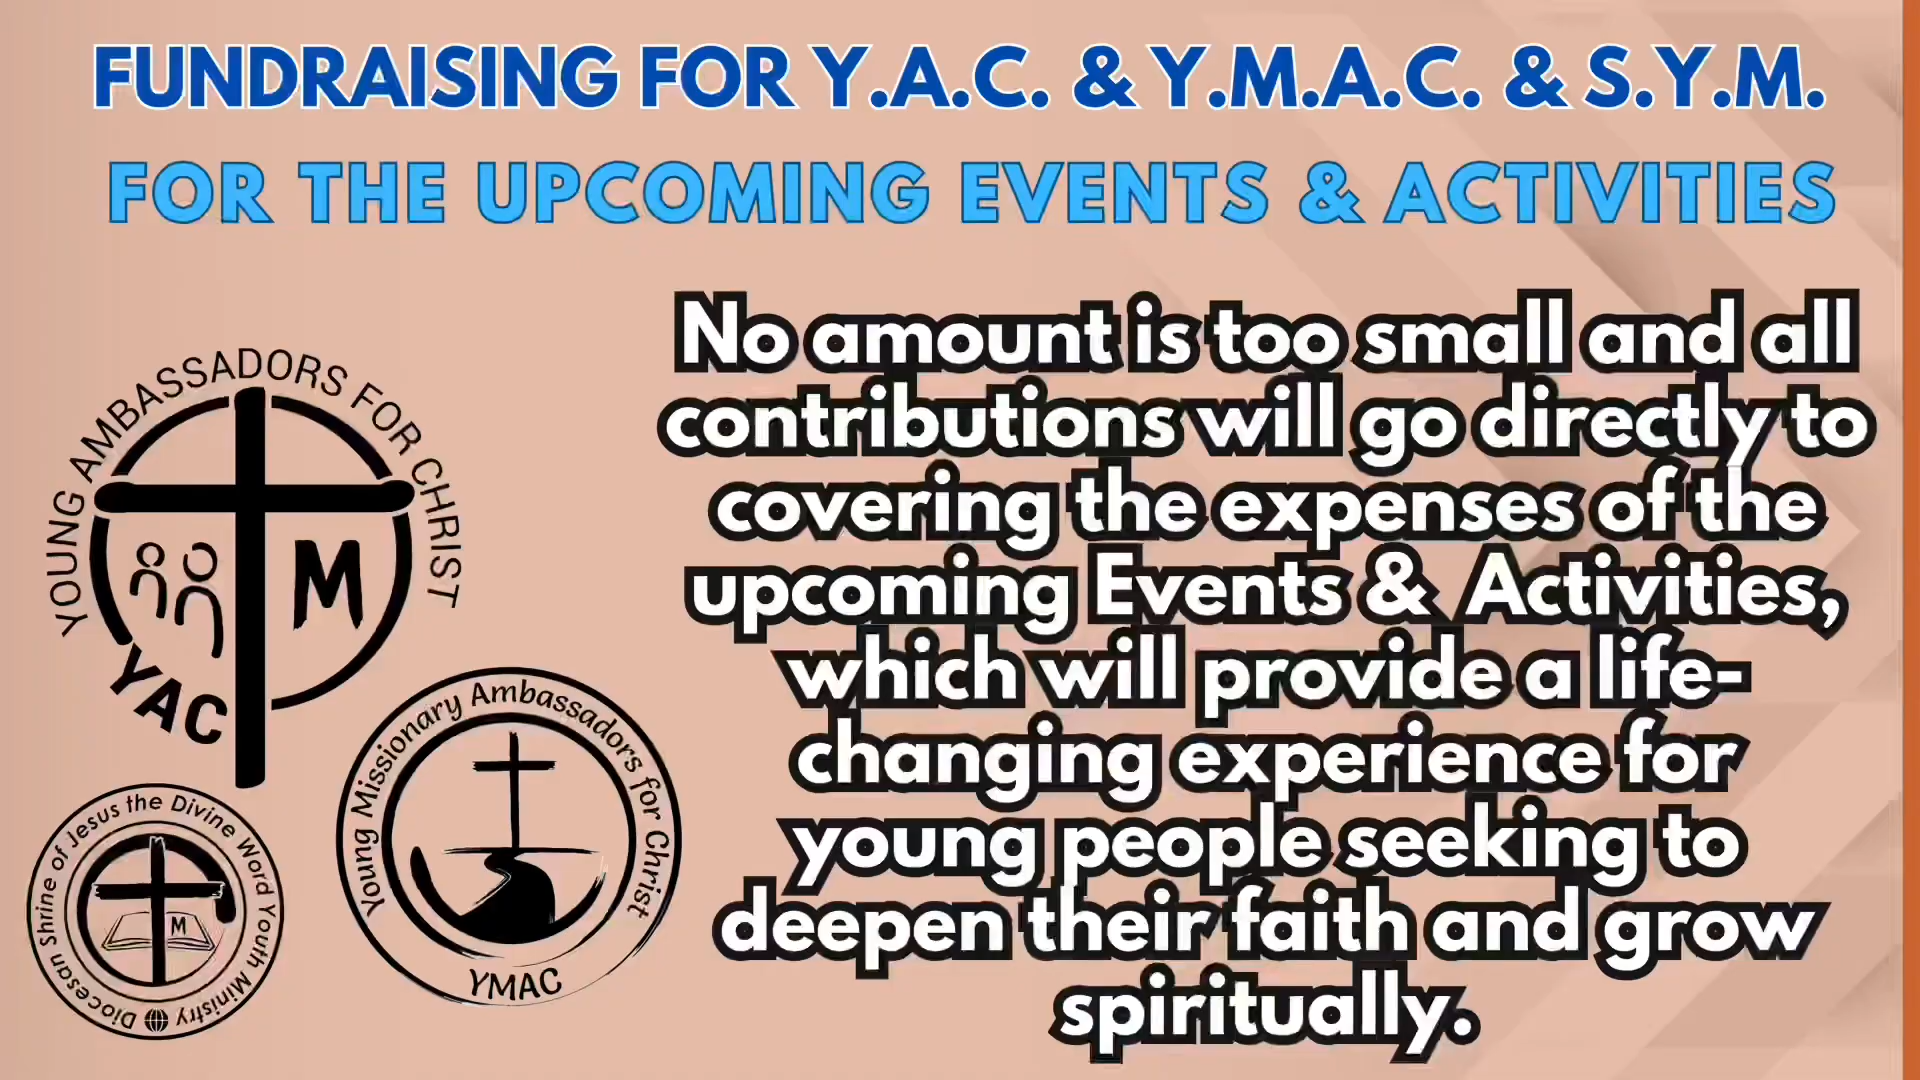 FUNDRAISING FOR Y.A.C. & Y.M.A.C. & S.Y.M.
FOR THE UPCOMING EVENTS & ACTIVITIES
No amount is too small and all
contributions will go directly to
covering the expenses of the
upcoming Events & Activities,
which will provide a life-
changing experience for
young people seeking to
deepen their faith and grow
spiritually.
YOUNG AMBASSADORS FOR CHRIST
M
YAC
Young Missionary Ambassadors for Christ
YMAC
Diocesan Shrine of Jesus the Divine Word Youth Ministry
M